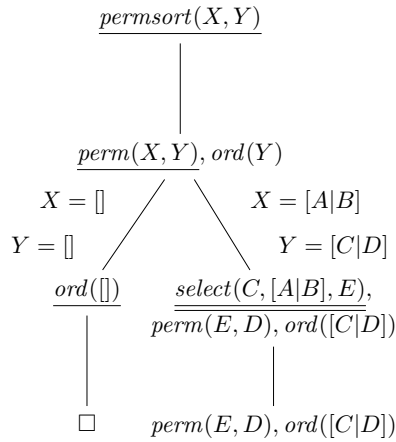 permsort(X, Y)
perm(X, Y), ord(Y)
X = [] X = [A|B]
Y = [] Y = [C|D]
ord([]) select(C, [A|B], E),
perm(E, D), ord([C|D])
□ perm(E, D), ord([C|D])